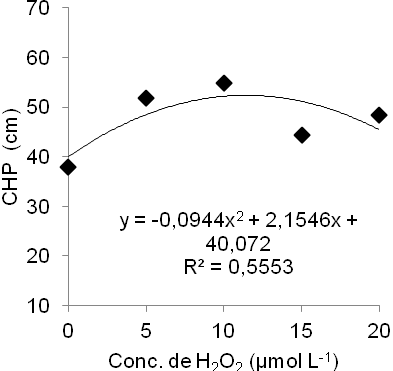 70
60
50
40
30
20
10
CHP (cm)
y = -0,0944x² + 2,1546x +
40,072
R² = 0,5553
0 5 10 15 20
Conc. de H₂O₂ (µmol L⁻¹)